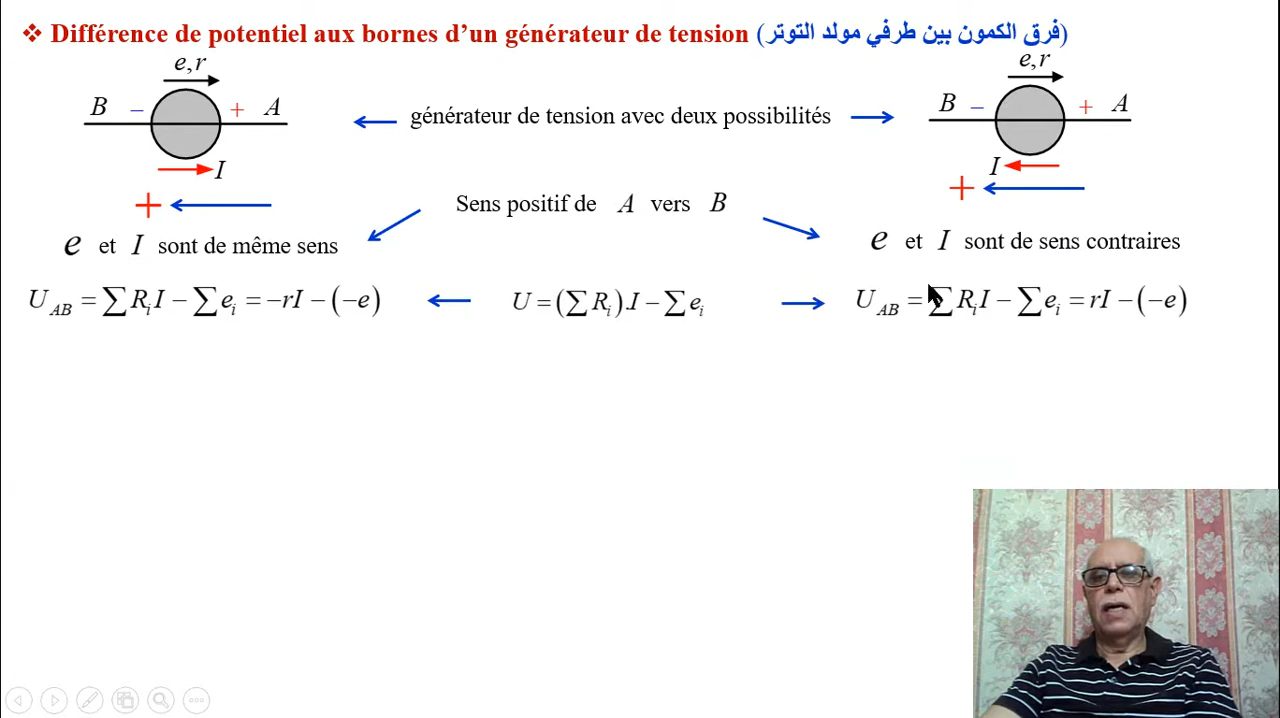 ❖ Différence de potentiel aux bornes d’un générateur de tension (فرق الكمون بين طرفي مولد التوتر)
e,r
e,r
B − + A
générateur de tension avec deux possibilités
B − + A
I
I
+
+
Sens positif de A vers B
e et I sont de même sens
e et I sont de sens contraires
U_AB = ∑R_i I − ∑e_i = −rI − (−e)
U = (∑R_i).I − ∑e_i
U_AB = ∑R_i I − ∑e_i = rI − (−e)